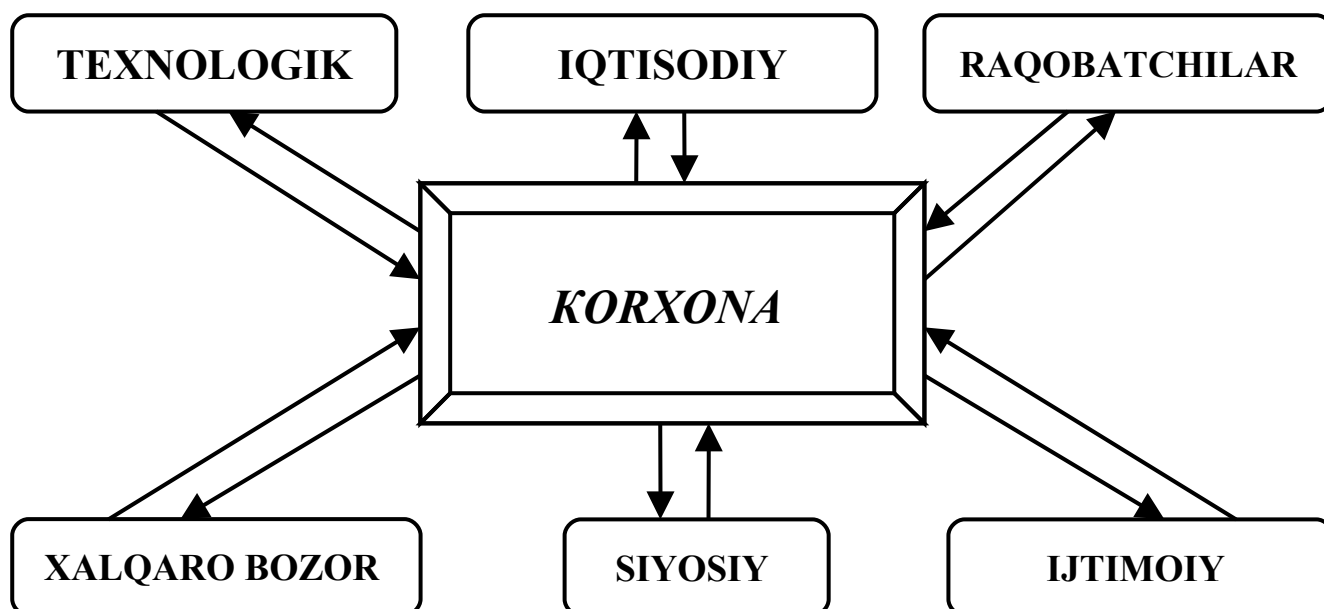 TEXNOLOGIK
IQTISODIY
RAQOBATCHILAR
KORXONA
XALQARO BOZOR
SIYOSIY
IJTIMOIY